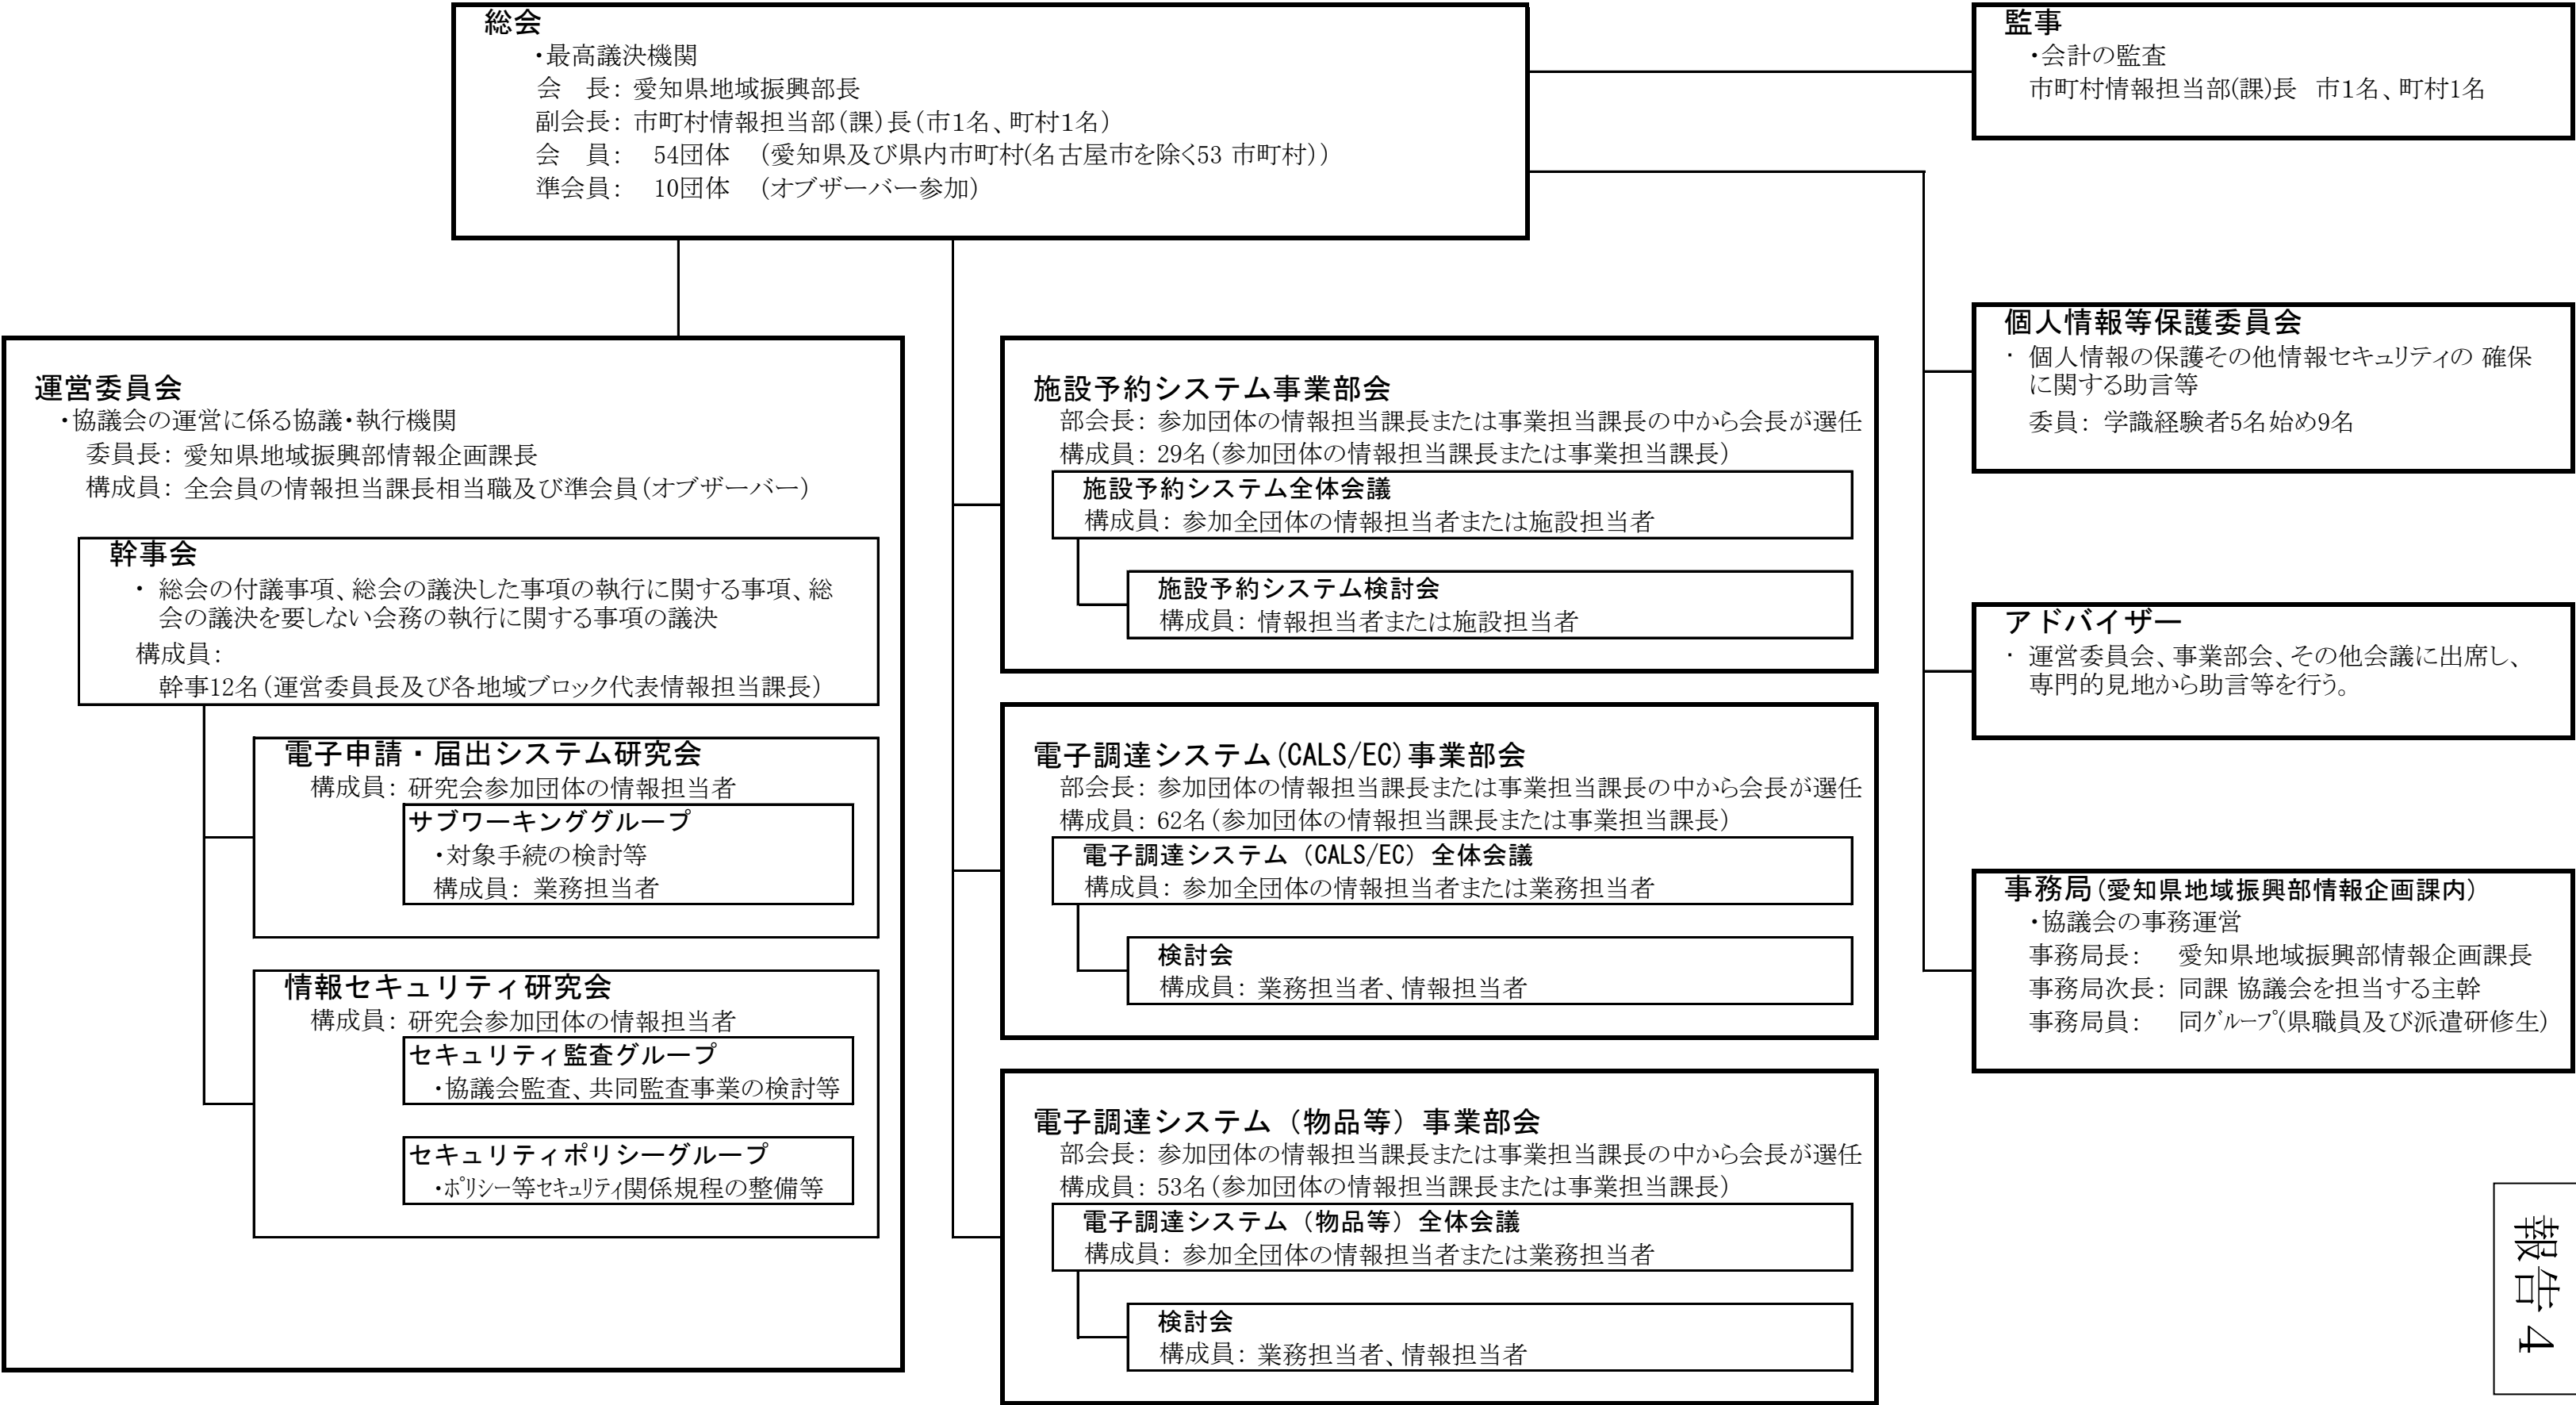 総会
・最高議決機関
会　長： 愛知県地域振興部長
副会長： 市町村情報担当部（課）長（市１名、町村１名）
会　員：　54団体　（愛知県及び県内市町村(名古屋市を除く53 市町村））
準会員：　10団体　（オブザーバー参加）
監事
・会計の監査
市町村情報担当部(課)長　市１名、町村1名
運営委員会
・協議会の運営に係る協議・執行機関
委員長： 愛知県地域振興部情報企画課長
構成員： 全会員の情報担当課長相当職及び準会員（オブザーバー）
幹事会
・ 総会の付議事項、総会の議決した事項の執行に関する事項、総
会の議決を要しない会務の執行に関する事項の議決
構成員：
幹事12名（運営委員長及び各地域ブロック代表情報担当課長）
電子申請・届出システム研究会
構成員： 研究会参加団体の情報担当者
サブワーキンググループ
・対象手続の検討等
構成員： 業務担当者
情報セキュリティ研究会
構成員： 研究会参加団体の情報担当者
セキュリティ監査グループ
・協議会監査、共同監査事業の検討等
セキュリティポリシーグループ
・ﾎﾟﾘｼｰ等ｾｷｭﾘﾃｨ関係規程の整備等
施設予約システム事業部会
部会長： 参加団体の情報担当課長または事業担当課長の中から会長が選任
構成員： 29名（参加団体の情報担当課長または事業担当課長）
施設予約システム全体会議
構成員： 参加全団体の情報担当者または施設担当者
施設予約システム検討会
構成員： 情報担当者または施設担当者
電子調達システム(CALS/EC)事業部会
部会長： 参加団体の情報担当課長または事業担当課長の中から会長が選任
構成員： 62名（参加団体の情報担当課長または事業担当課長）
電子調達システム（CALS/EC）全体会議
構成員： 参加全団体の情報担当者または業務担当者
検討会
構成員： 業務担当者、情報担当者
電子調達システム（物品等）事業部会
部会長： 参加団体の情報担当課長または事業担当課長の中から会長が選任
構成員： 53名（参加団体の情報担当課長または事業担当課長）
電子調達システム（物品等）全体会議
構成員： 参加全団体の情報担当者または業務担当者
検討会
構成員： 業務担当者、情報担当者
個人情報等保護委員会
・ 個人情報の保護その他情報セキュリティの 確保
に関する助言等
委員： 学識経験者5名始め9名
アドバイザー
・ 運営委員会、事業部会、その他会議に出席し、
専門的見地から助言等を行う。
事務局(愛知県地域振興部情報企画課内)
・協議会の事務運営
事務局長：　愛知県地域振興部情報企画課長
事務局次長： 同課 協議会を担当する主幹
事務局員：　同ｸﾞﾙｰﾌﾟ(県職員及び派遣研修生)
報告 4